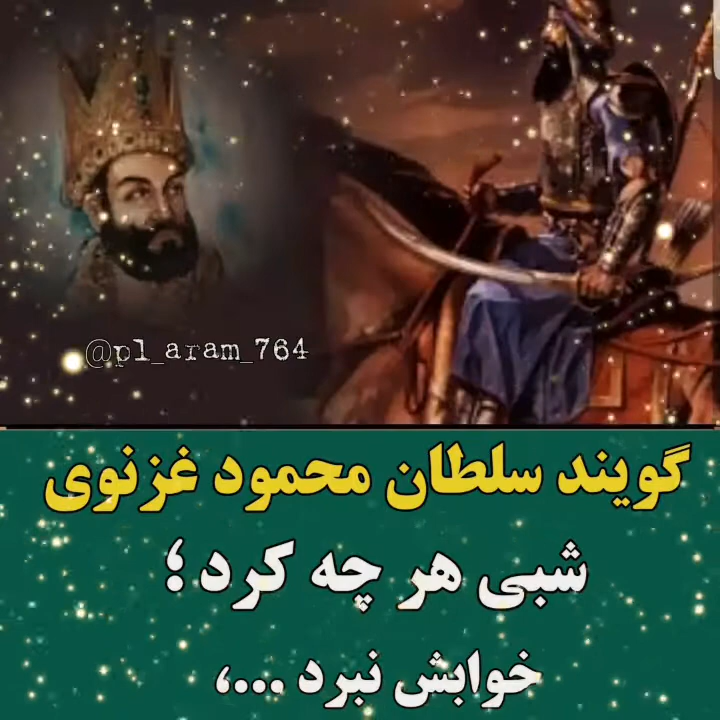 @pl_aram_764
گویند سلطان محمود غزنوی
شبی هر چه کرد ؛
خوابش نبرد ...،